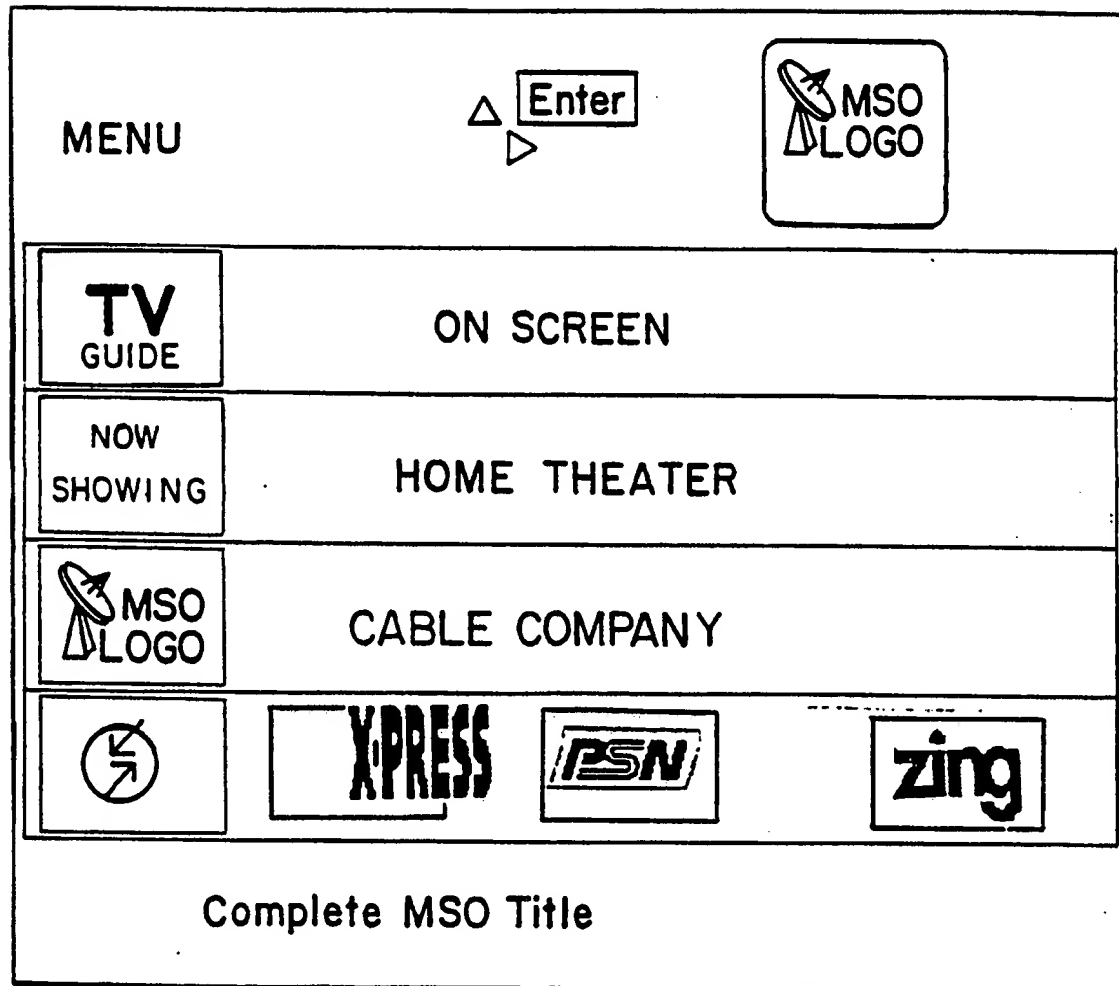 MENU
Enter
MSO
LOGO
TV
GUIDE
ON SCREEN
NOW
SHOWING
HOME THEATER
MSO
LOGO
CABLE COMPANY
X·PRESS
PSN
zing
Complete MSO Title